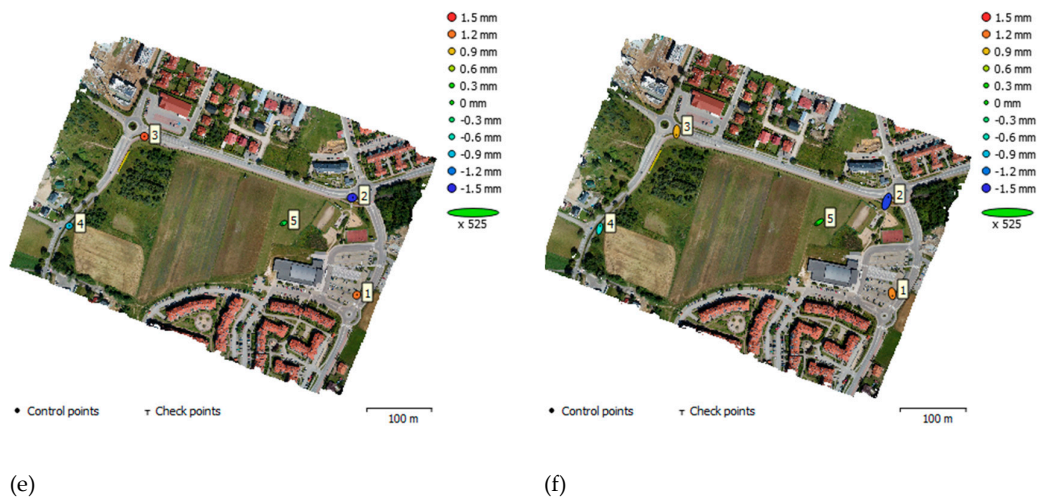 1.5 mm
1.2 mm
0.9 mm
0.6 mm
0.3 mm
0 mm
-0.3 mm
-0.6 mm
-0.9 mm
-1.2 mm
-1.5 mm
x 525
3
2
4
5
1
Control points
Check points
100 m
(e)
1.5 mm
1.2 mm
0.9 mm
0.6 mm
0.3 mm
0 mm
-0.3 mm
-0.6 mm
-0.9 mm
-1.2 mm
-1.5 mm
x 525
3
2
4
5
1
Control points
Check points
100 m
(f)